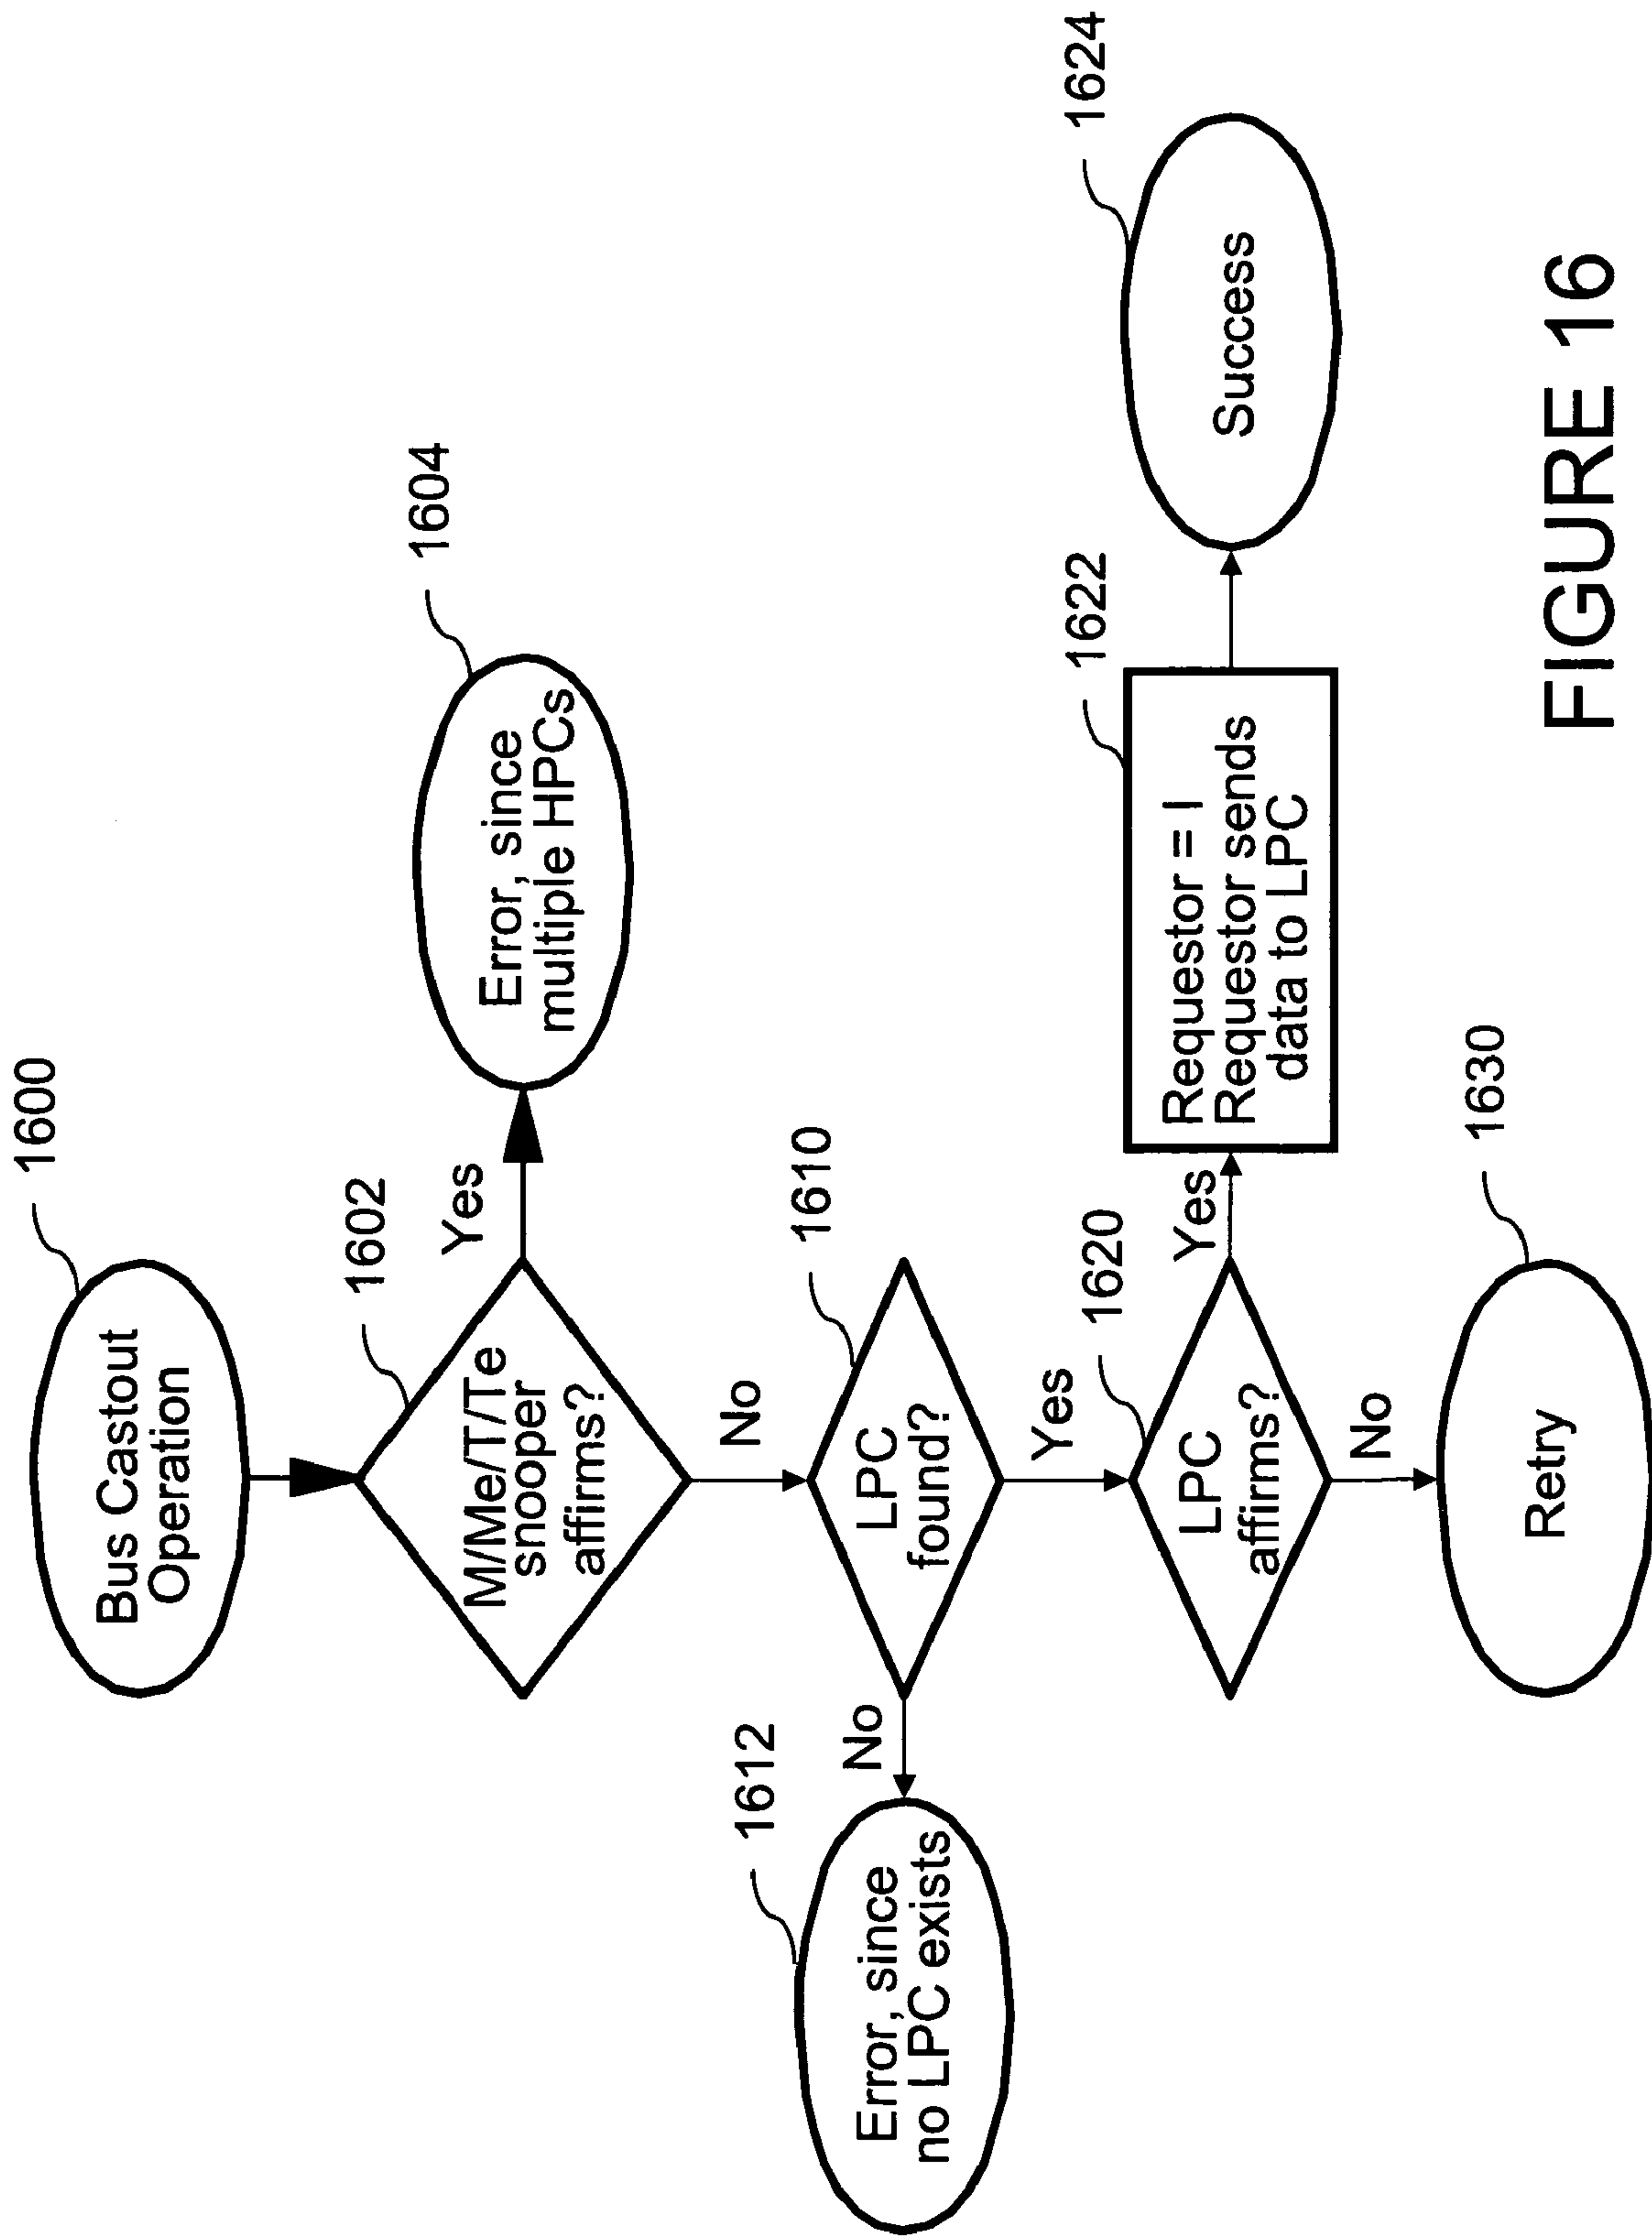 1600
Bus Castout
Operation
1602
M/Me/T/Te
snooper
affirms?
Yes
1604
Error, since
multiple HPCs
No
1610
LPC
found?
No
1612
Error, since
no LPC exists
Yes
1620
LPC
affirms?
Yes
1622
Requestor = I
Requestor sends
data to LPC
1624
Success
No
1630
Retry
FIGURE 16